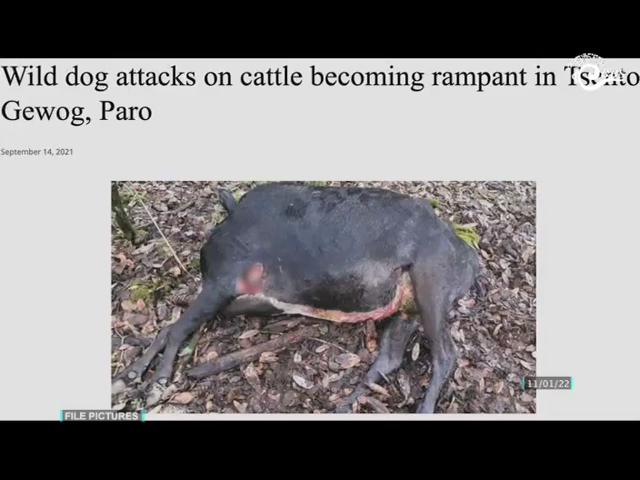 Wild dog attacks on cattle becoming rampant in
Gewog, Paro
September 14, 2021
11/01/22
FILE PICTURES